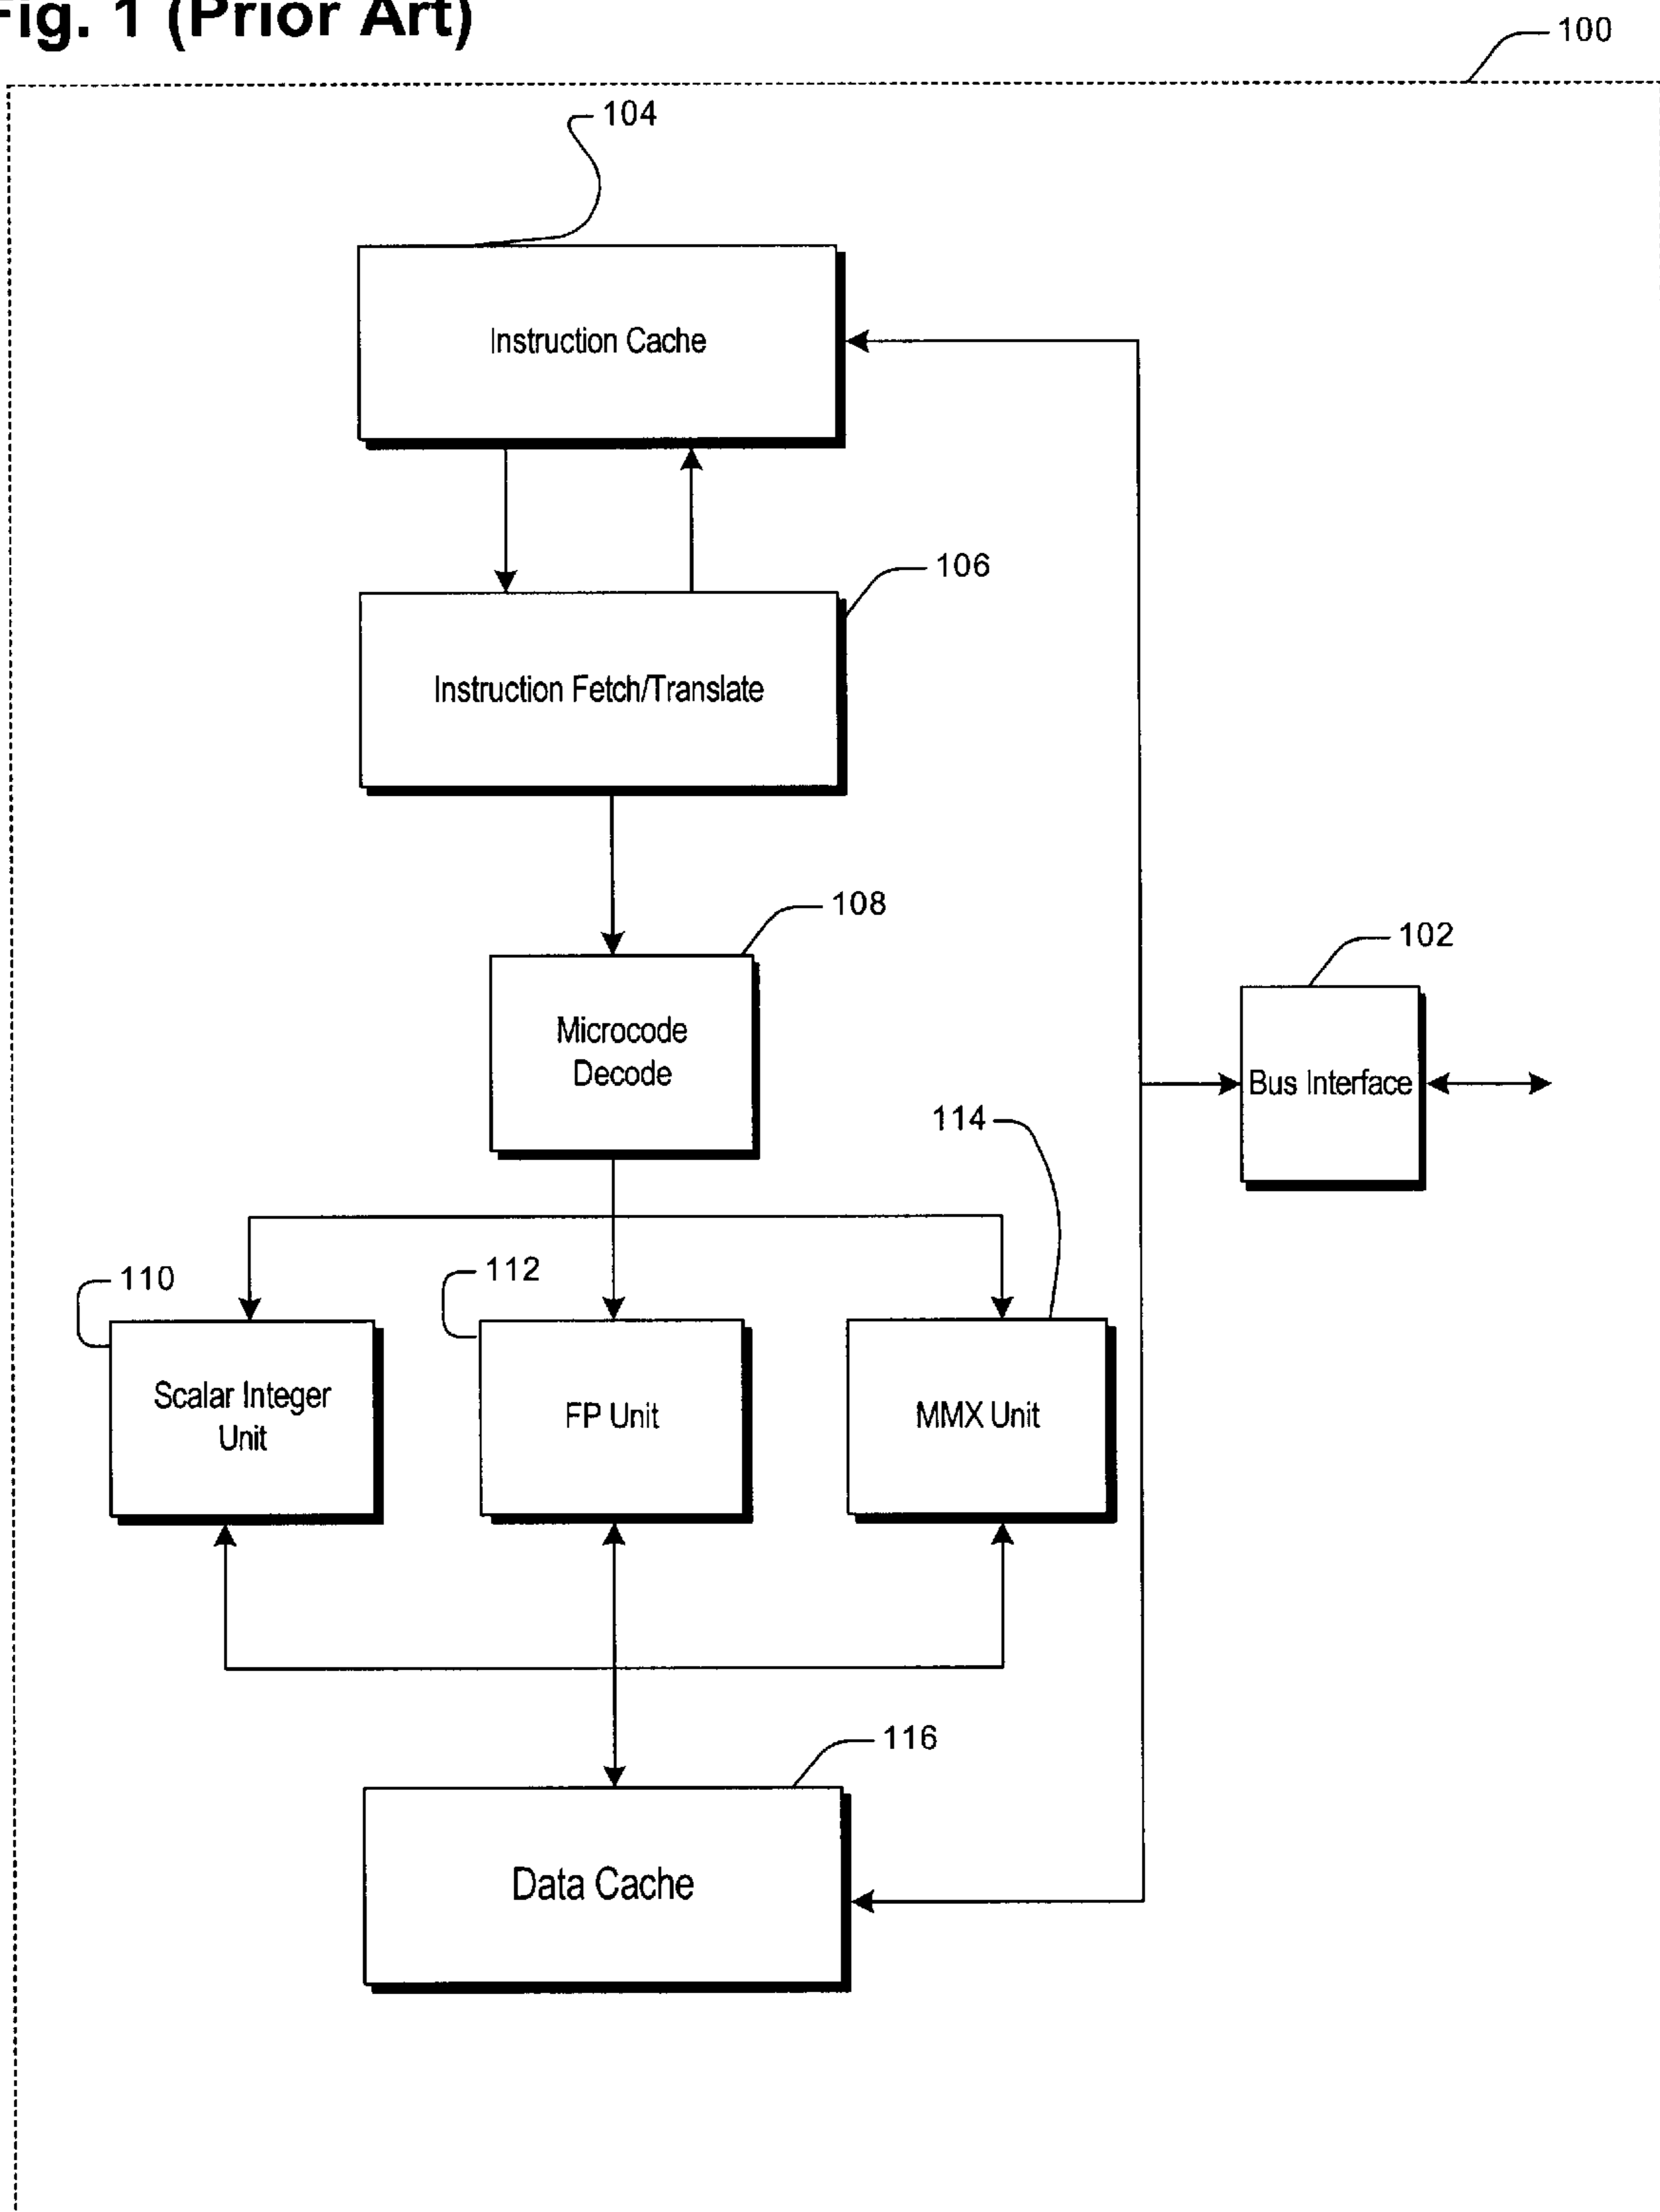 Fig. 1 (Prior Art)
100
104
Instruction Cache
106
Instruction Fetch/Translate
108
Microcode
Decode
102
Bus Interface
114
110
112
Scalar Integer
Unit
FP Unit
MMX Unit
116
Data Cache